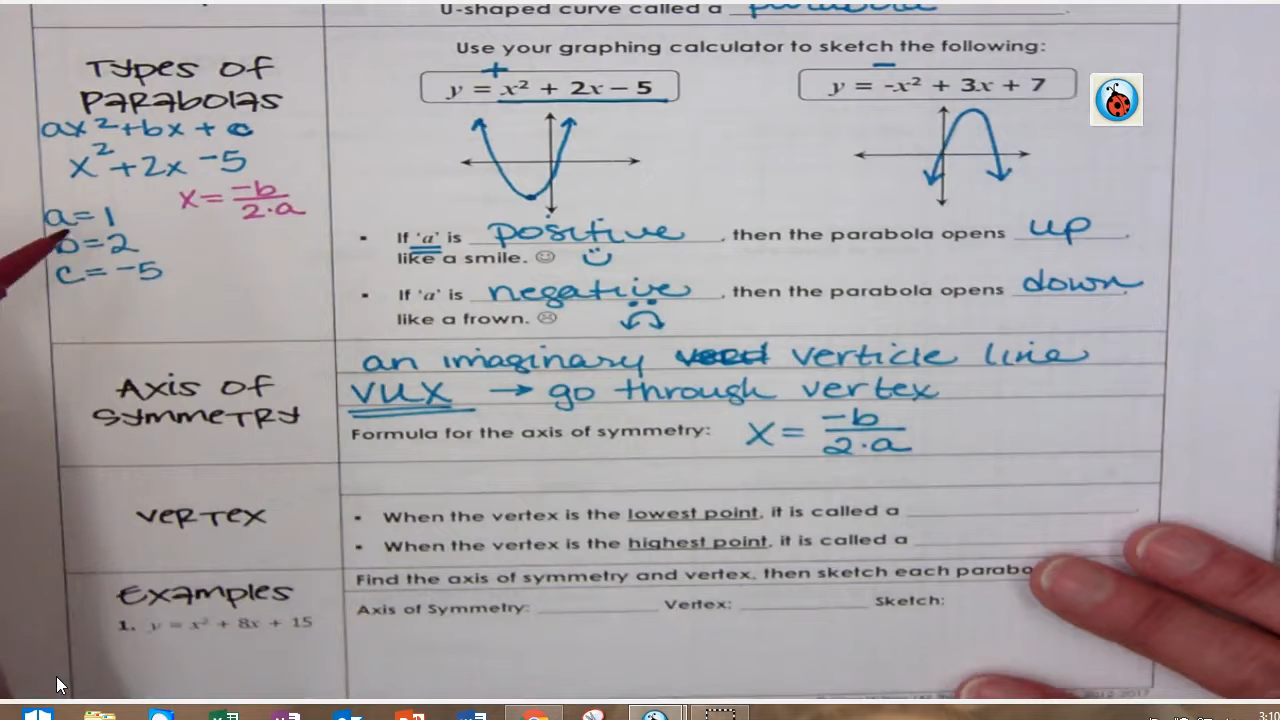 U-shaped curve called a parabola.
Types of
Parabolas
ax² + bx + c
x² + 2x - 5
x = -b / 2·a
a = 1
b = 2
c = -5
Use your graphing calculator to sketch the following:
+
y = x² + 2x – 5
–
y = -x² + 3x + 7
If 'a' is positive, then the parabola opens up.
like a smile. ☺
If 'a' is negative, then the parabola opens down.
like a frown. ☹
Axis of
Symmetry
an imaginary verticle line
VUX → go through vertex
Formula for the axis of symmetry: x = -b / 2·a
Vertex
When the vertex is the lowest point, it is called a
When the vertex is the highest point, it is called a
Examples
Find the axis of symmetry and vertex, then sketch each parabo
1. y = x² + 8x + 15
Axis of Symmetry: Vertex: Sketch:
3:10